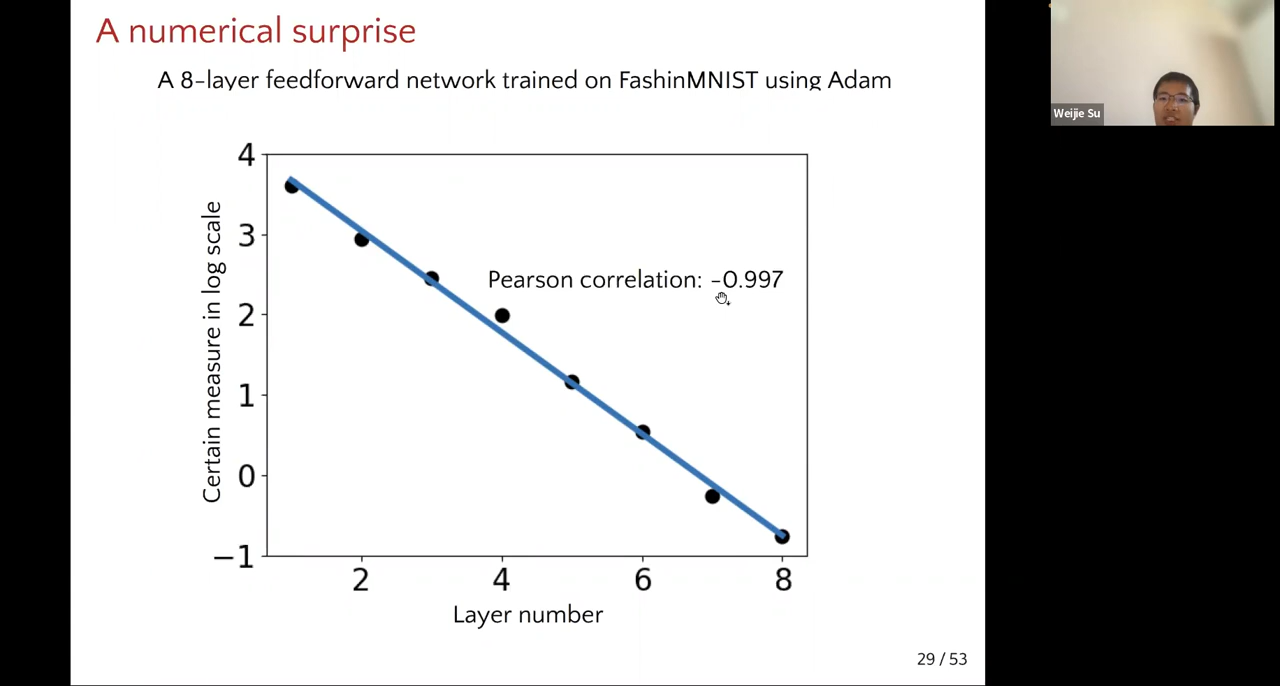 A numerical surprise
A 8-layer feedforward network trained on FashinMNIST using Adam
Weijie Su
4
3
2
1
0
−1
Certain measure in log scale
Pearson correlation: -0.997
2 4 6 8
Layer number
29 / 53